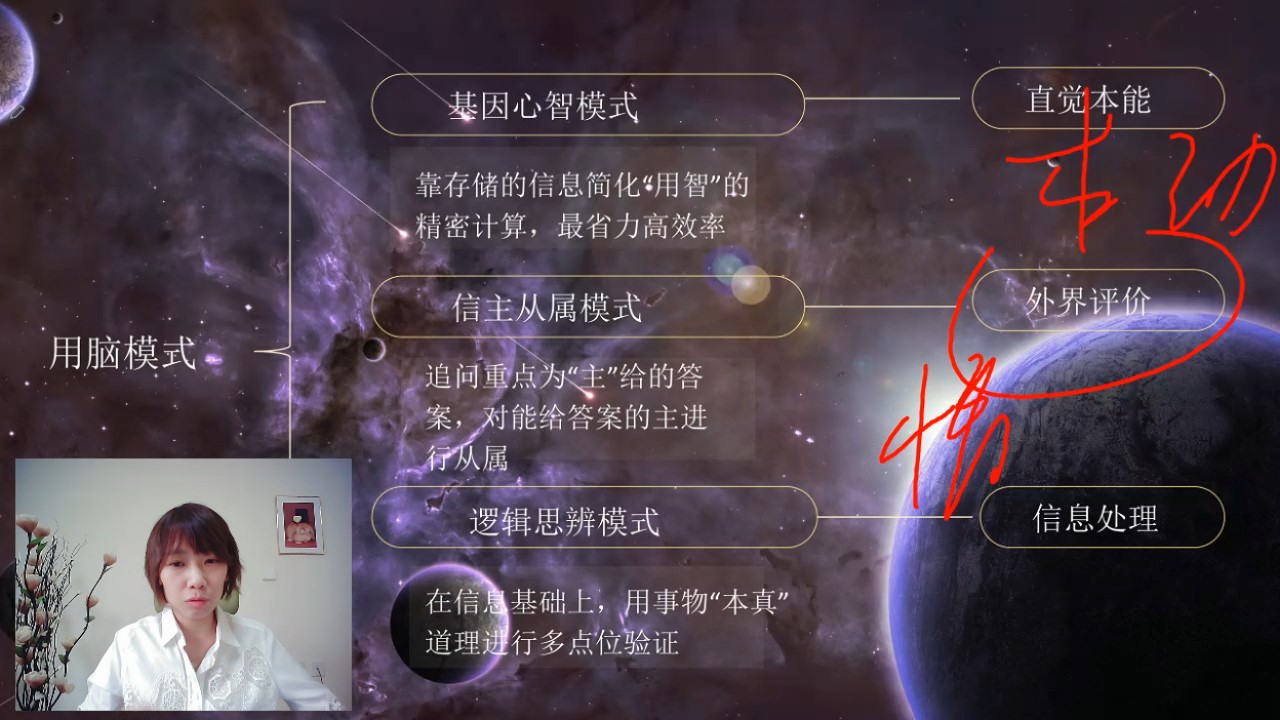 基因心智模式
直觉本能
靠存储的信息简化“用智”的
精密计算，最省力高效率
信主从属模式
外界评价
用脑模式
追问重点为“主”给的答
案，对能给答案的主进
行从属
逻辑思辨模式
信息处理
在信息基础上，用事物“本真”
道理进行多点位验证